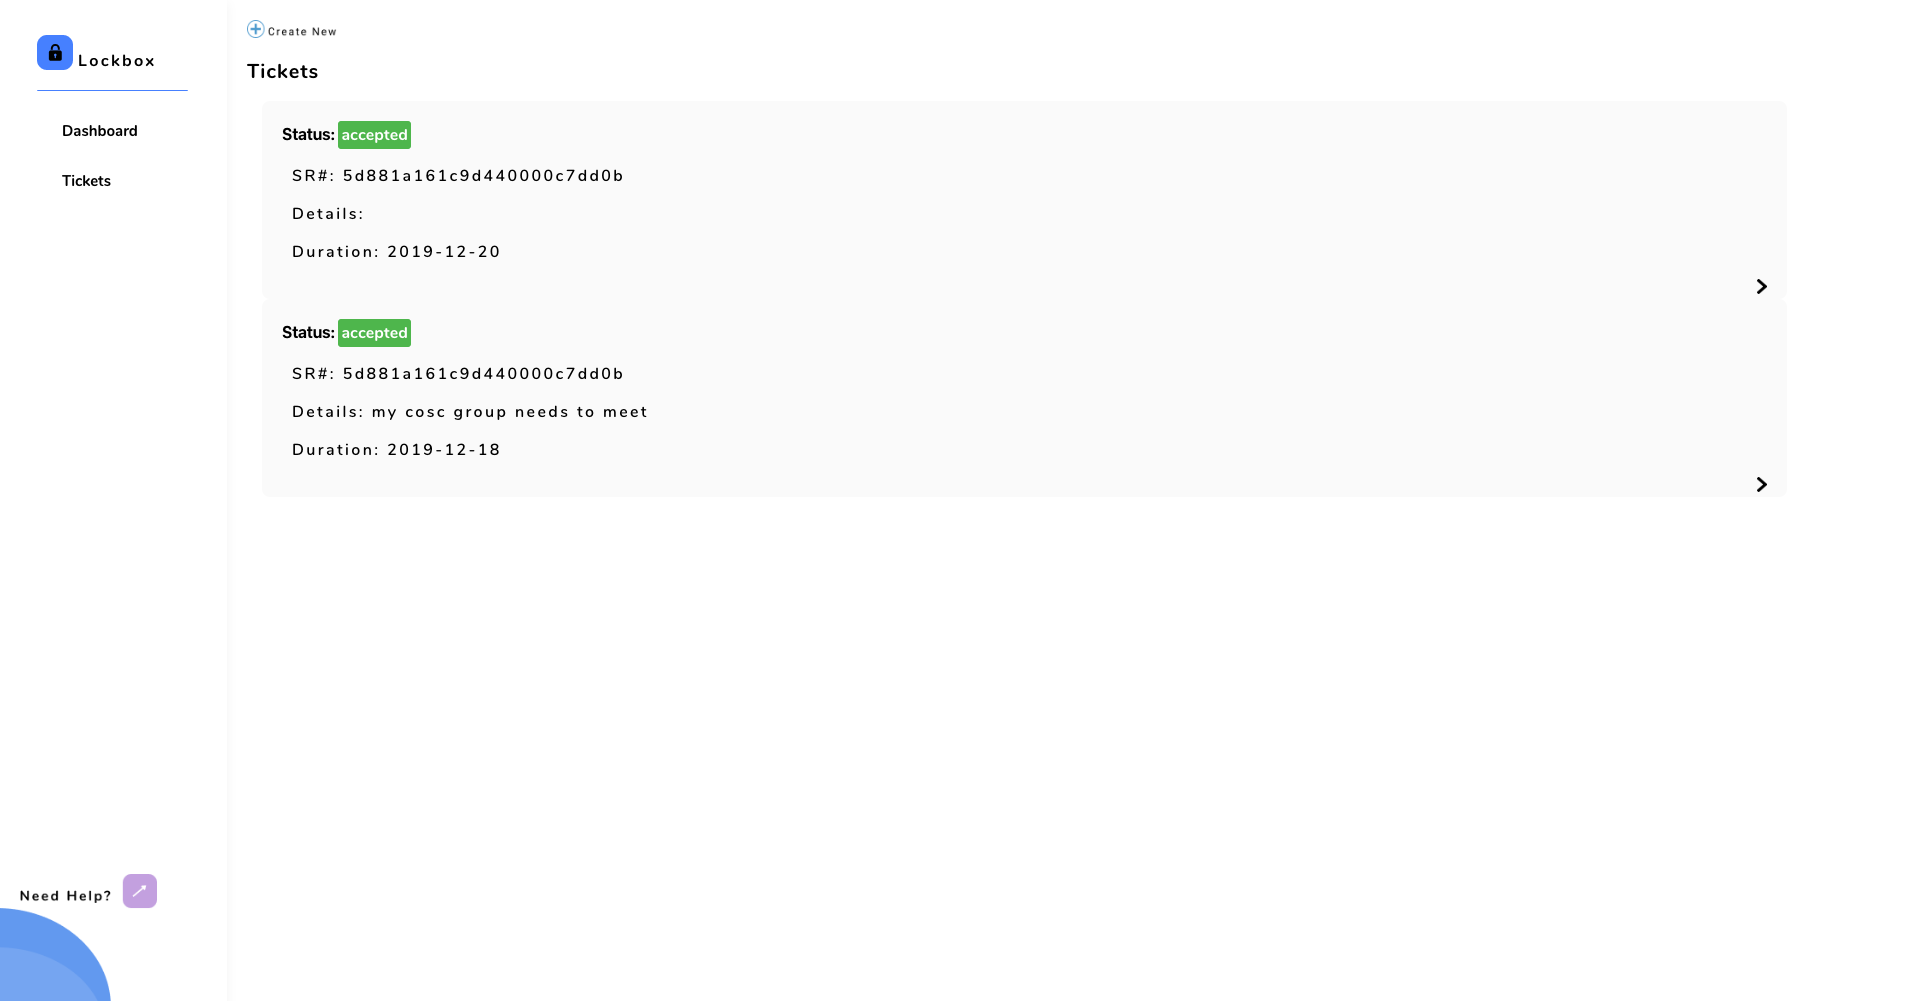 Lockbox
Dashboard
Tickets
Need Help?
Create New
Tickets
Status: accepted
SR#: 5d881a161c9d440000c7dd0b
Details:
Duration: 2019-12-20
Status: accepted
SR#: 5d881a161c9d440000c7dd0b
Details: my cosc group needs to meet
Duration: 2019-12-18